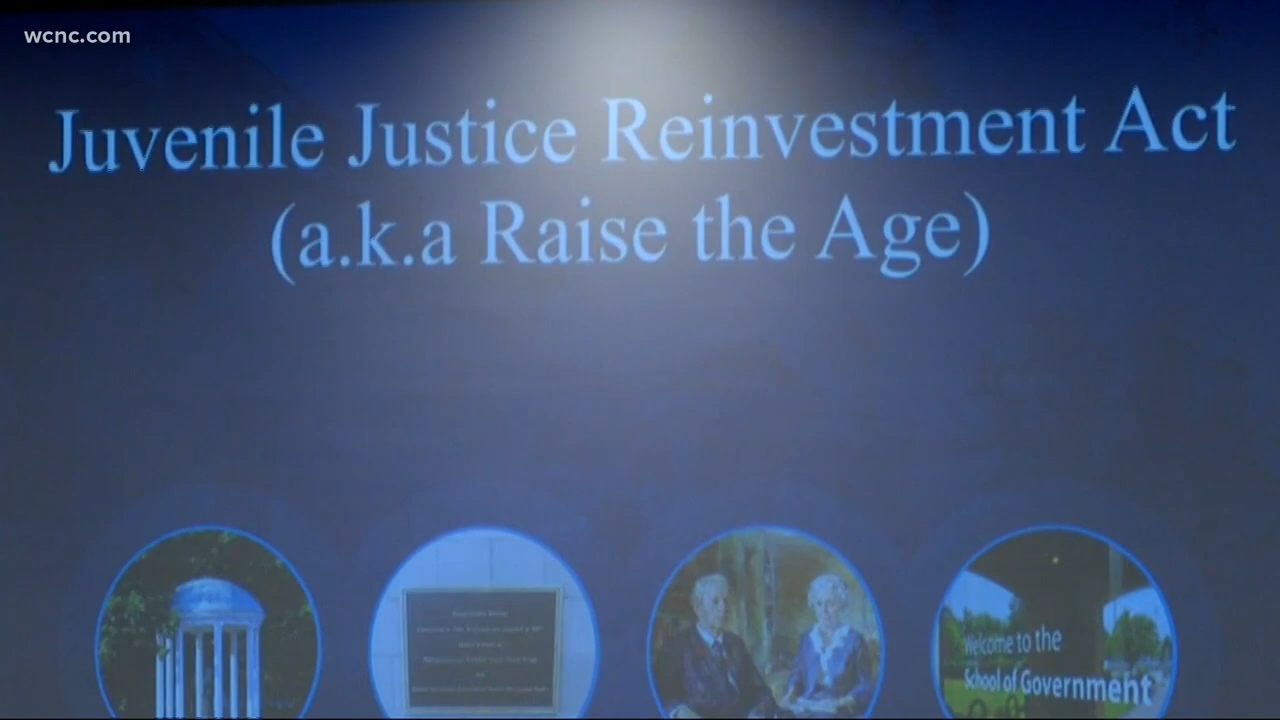 wcnc.com
Juvenile Justice Reinvestment Act
(a.k.a Raise the Age)
Welcome to the
School of Government